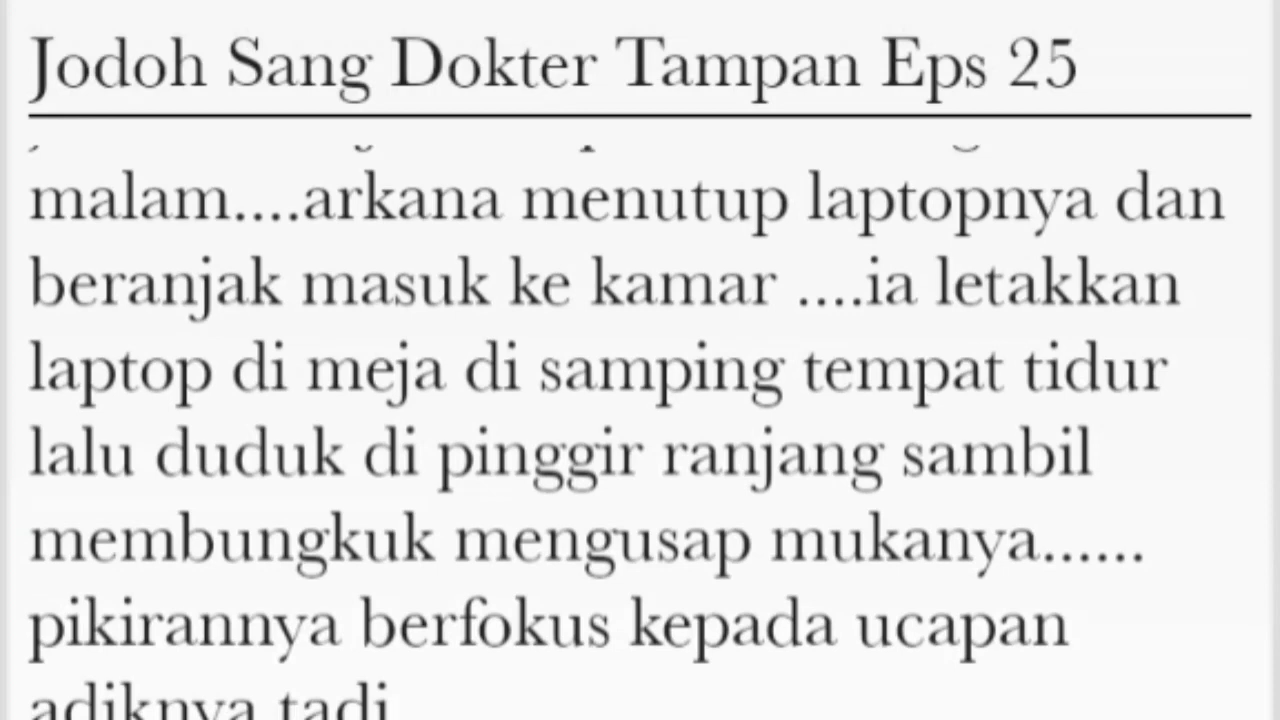 Jodoh Sang Dokter Tampan Eps 25
malam....arkana menutup laptopnya dan
beranjak masuk ke kamar ....ia letakkan
laptop di meja di samping tempat tidur
lalu duduk di pinggir ranjang sambil
membungkuk mengusap mukanya......
pikirannya berfokus kepada ucapan
adiknya tadi